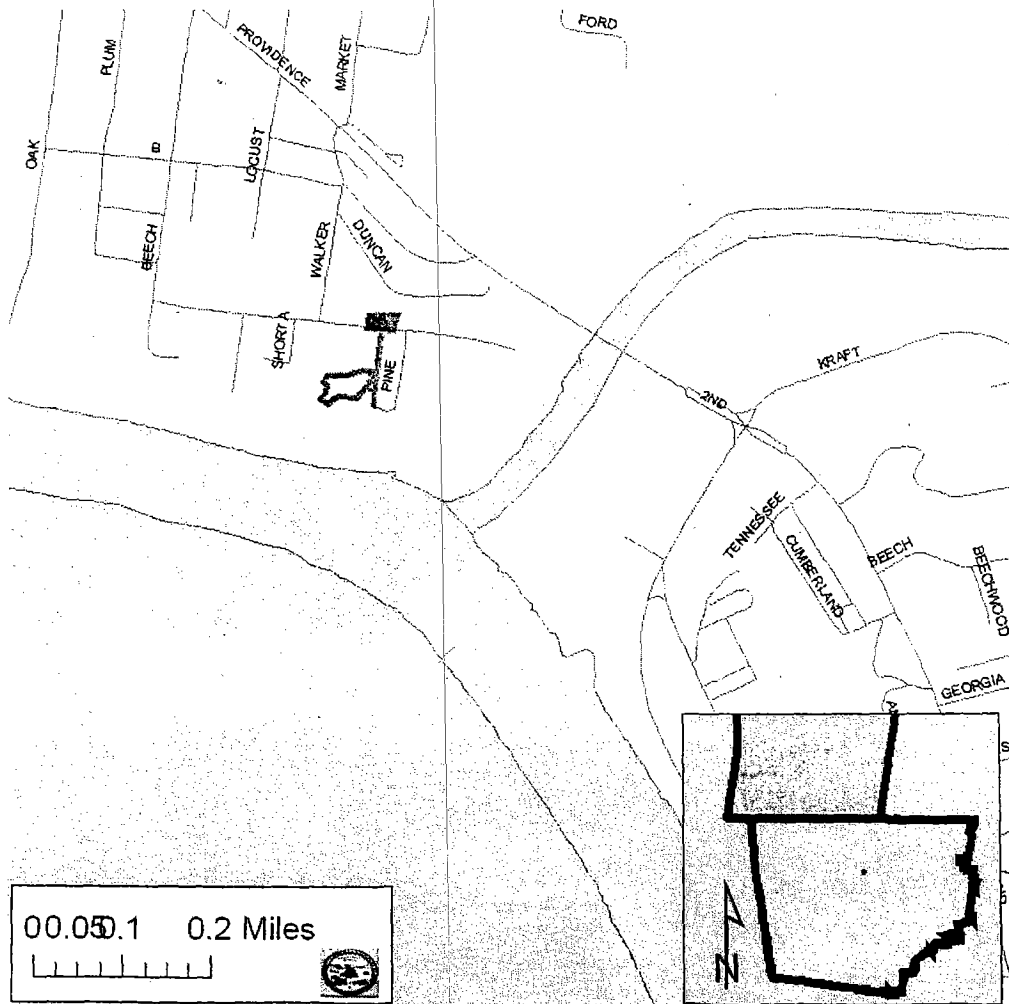 FORD
PROVIDENCE
MARKET
PLUM
OAK
B
LOCUST
BEECH
WALKER
DUNCAN
SHORT A
PINE
KRAFT
2ND
TENNESSEE
CUMBERLAND
BEECH
BEECHWOOD
GEORGIA
00.050.1 0.2 Miles
N